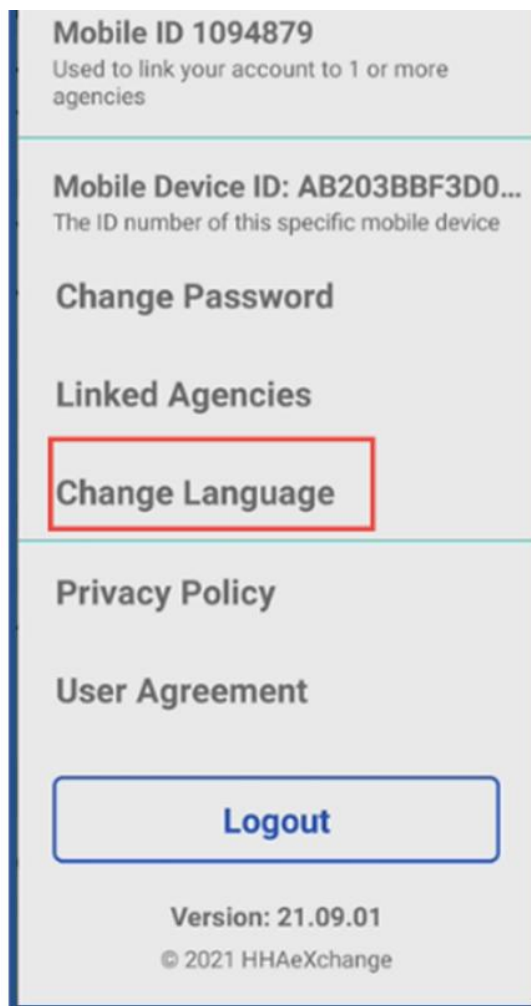 Mobile ID 1094879
Used to link your account to 1 or more
agencies
Mobile Device ID: AB203BBF3D0...
The ID number of this specific mobile device
Change Password
Linked Agencies
Change Language
Privacy Policy
User Agreement
Logout
Version: 21.09.01
© 2021 HHAeXchange